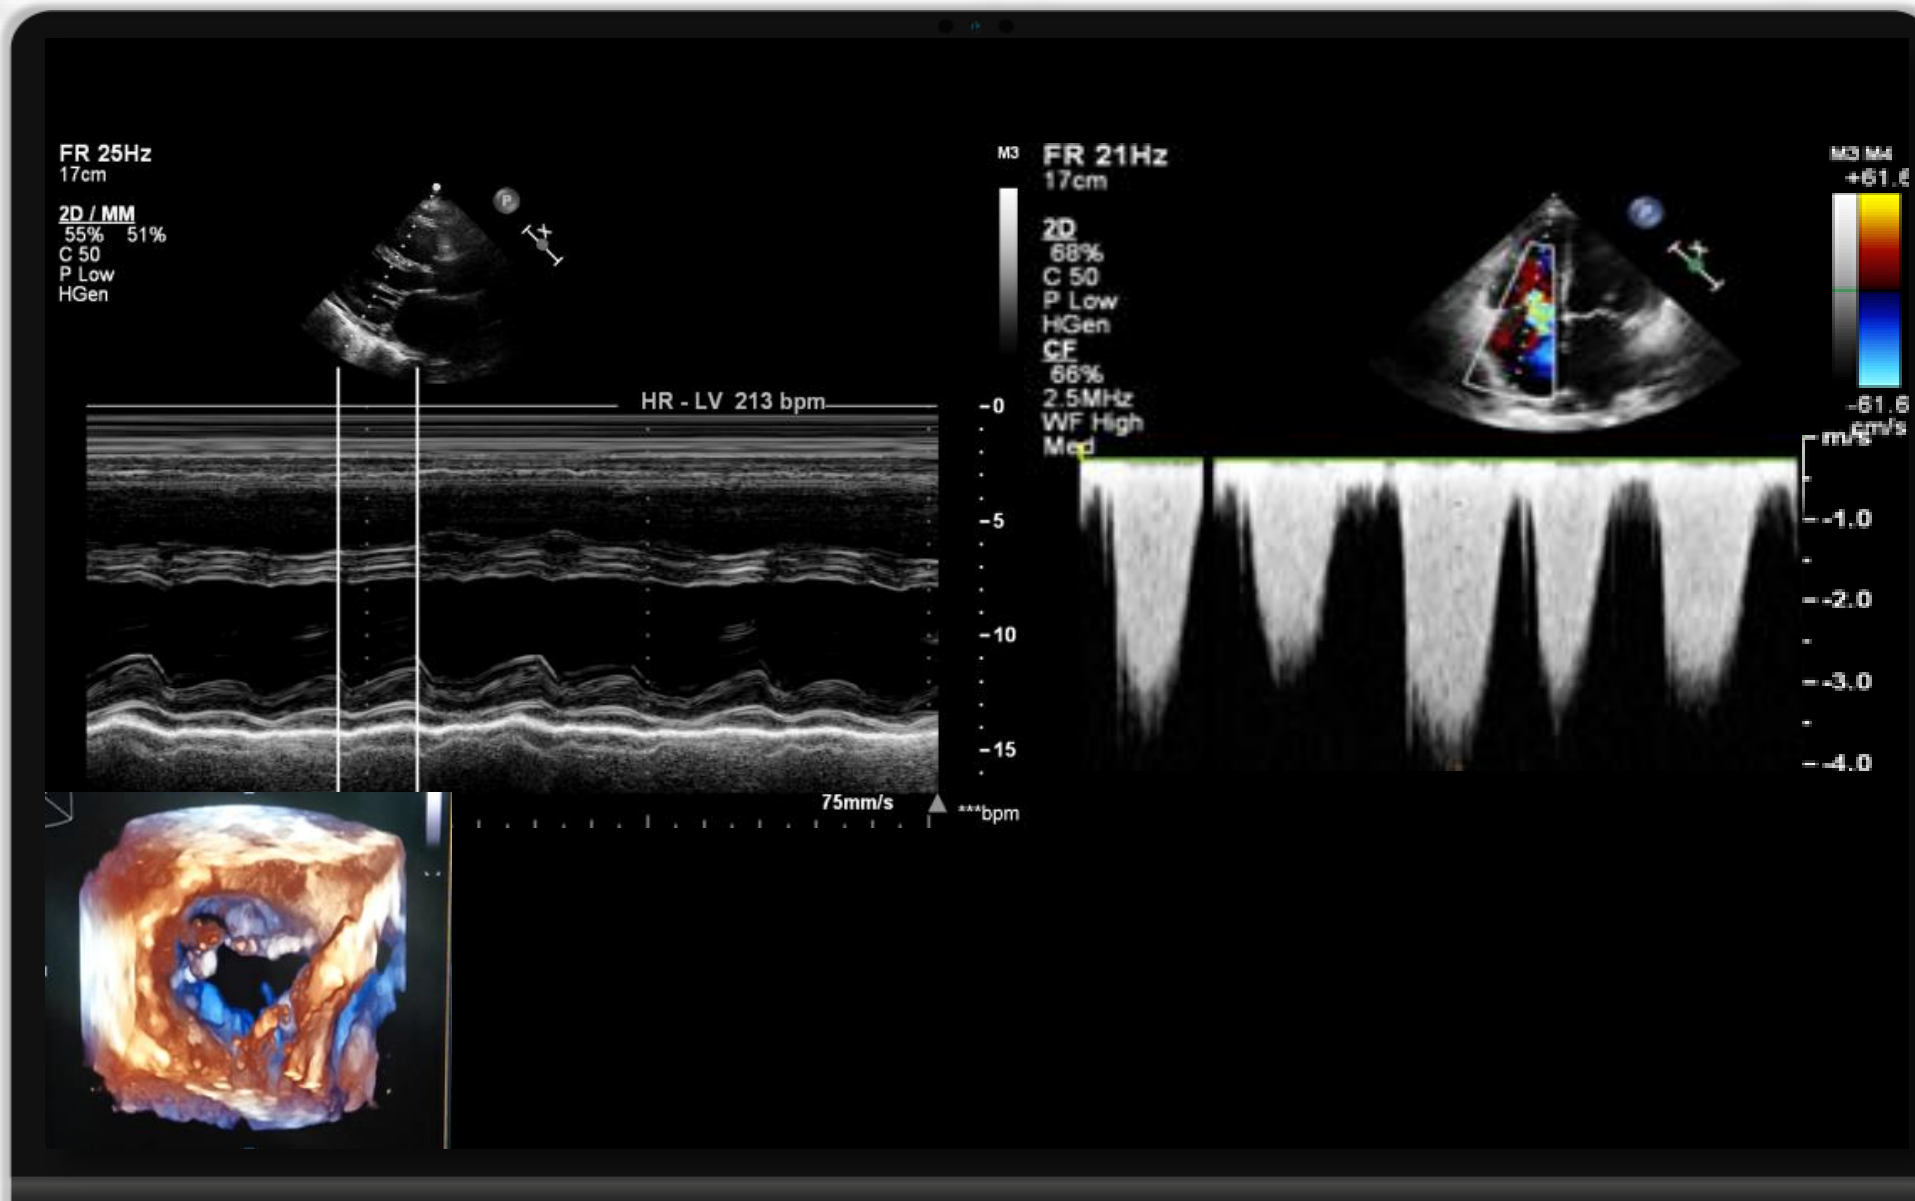 FR 25Hz
17cm
2D / MM
55% 51%
C 50
P Low
HGen
P
X
M3
HR - LV 213 bpm
0
-5
-10
-15
75mm/s
***bpm
FR 21Hz
17cm
2D
68%
C 50
P Low
HGen
CF
66%
2.5MHz
WF High
Med
X
M3 M4
+61.6
-61.6
cm/s
m/s
-1.0
-2.0
-3.0
-4.0